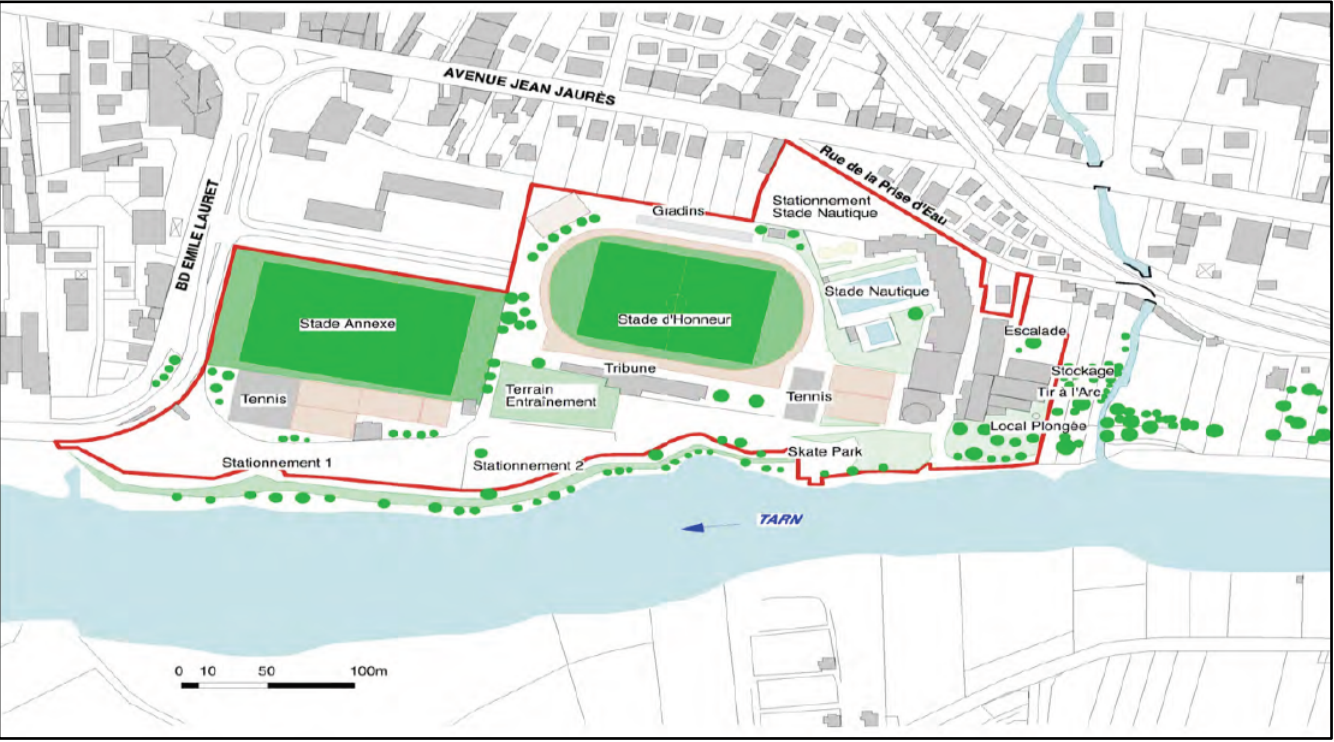 AVENUE JEAN JAURÈS
Rue de la Prise d'Eau
BD EMILE LAURET
Stationnement
Stade Nautique
Gradins
Stade Nautique
Stade Annexe
Stade d'Honneur
Escalade
Tribune
Stockage
Terrain
Entraînement
Tir à l'Arc
Tennis
Tennis
Local Plongée
Skate Park
Stationnement 1
Stationnement 2
TARN
0 10 50 100m